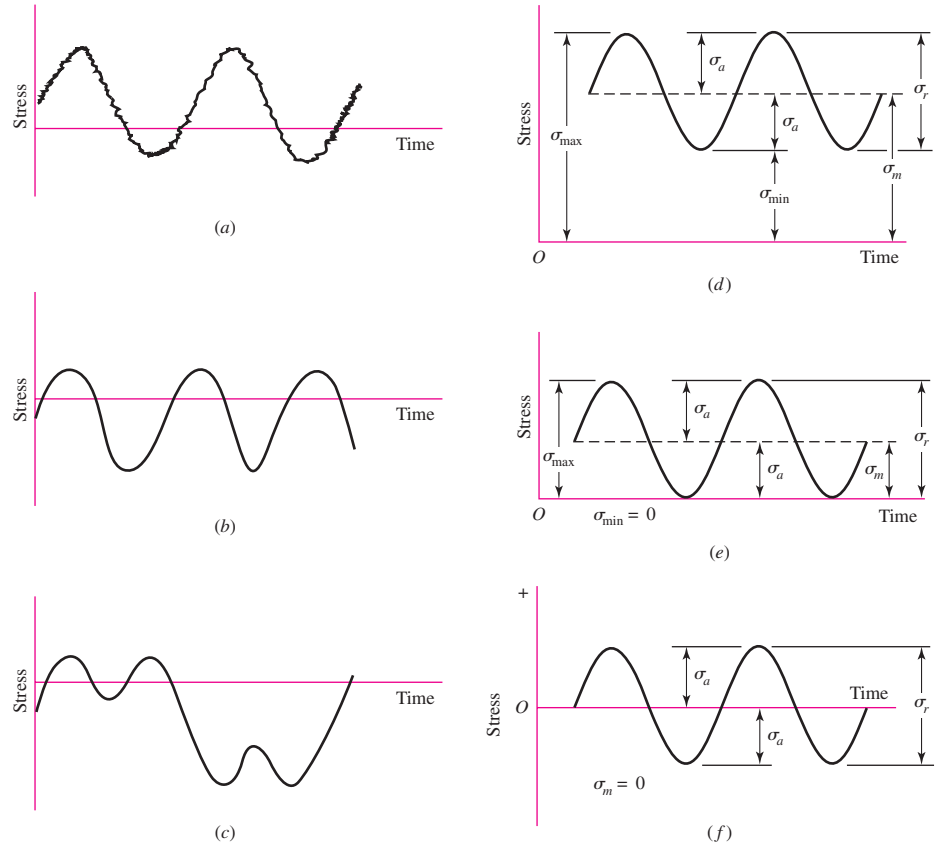 Stress
Time
(a)
Stress
Time
(b)
Stress
Time
(c)
Stress
σmax
σa
σa
σmin
σr
σm
O
Time
(d)
Stress
σmax
σa
σa
σm
σr
O
σmin = 0
Time
(e)
+
Stress
O
σa
Time
σr
σa
σm = 0
(f)